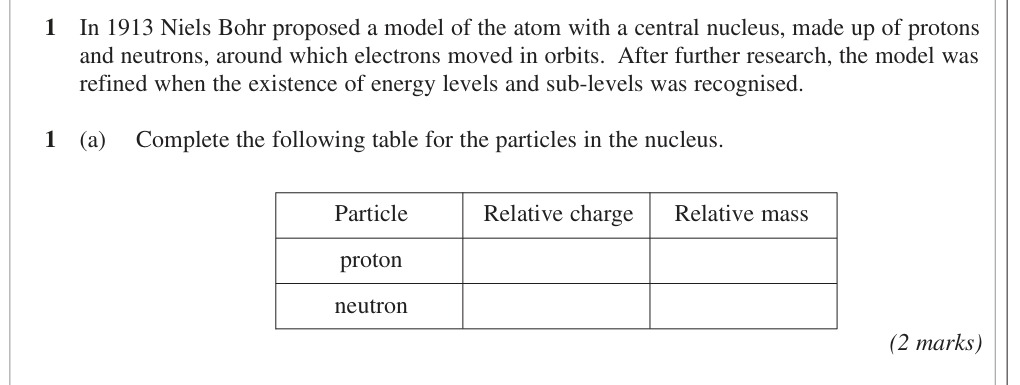 1 In 1913 Niels Bohr proposed a model of the atom with a central nucleus, made up of protons
and neutrons, around which electrons moved in orbits. After further research, the model was
refined when the existence of energy levels and sub-levels was recognised.
1 (a) Complete the following table for the particles in the nucleus.
Particle Relative charge Relative mass
proton
neutron
(2 marks)